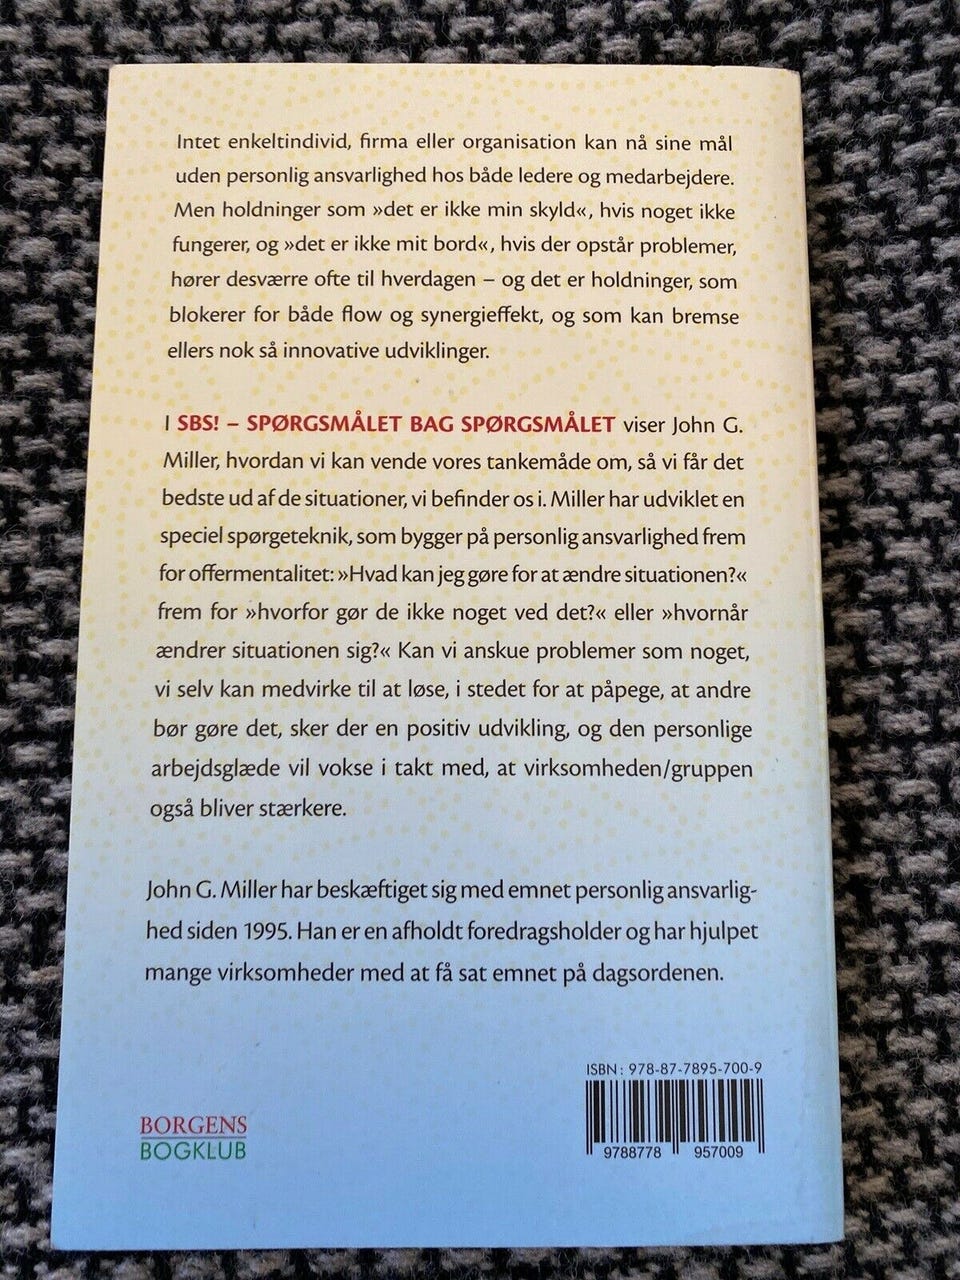 Intet enkeltindivid, firma eller organisation kan nå sine mål
uden personlig ansvarlighed hos både ledere og medarbejdere.
Men holdninger som »det er ikke min skyld«, hvis noget ikke
fungerer, og »det er ikke mit bord«, hvis der opstår problemer,
hører desværre ofte til hverdagen – og det er holdninger, som
blokerer for både flow og synergieffekt, og som kan bremse
ellers nok så innovative udviklinger.
I SBS! – SPØRGSMÅLET BAG SPØRGSMÅLET viser John G.
Miller, hvordan vi kan vende vores tankemåde om, så vi får det
bedste ud af de situationer, vi befinder os i. Miller har udviklet en
speciel spørgeteknik, som bygger på personlig ansvarlighed frem
for offermentalitet: »Hvad kan jeg gøre for at ændre situationen?«
frem for »hvorfor gør de ikke noget ved det?« eller »hvornår
ændrer situationen sig?« Kan vi anskue problemer som noget,
vi selv kan medvirke til at løse, i stedet for at påpege, at andre
bør gøre det, sker der en positiv udvikling, og den personlige
arbejdsglæde vil vokse i takt med, at virksomheden/gruppen
også bliver stærkere.
John G. Miller har beskæftiget sig med emnet personlig ansvarlig-
hed siden 1995. Han er en afholdt foredragsholder og har hjulpet
mange virksomheder med at få sat emnet på dagsordenen.
ISBN: 978-87-7895-700-9
9788778 957009
BORGENS
BOGKLUB